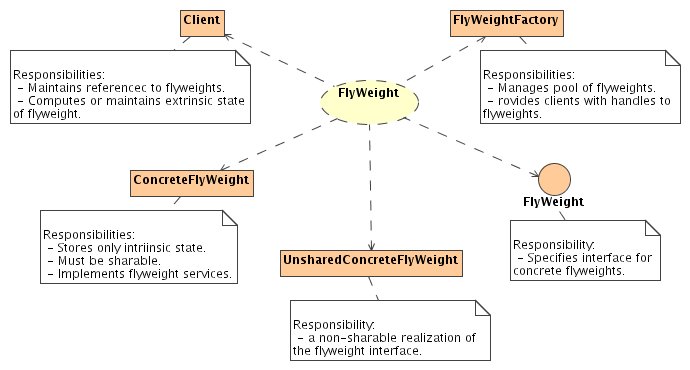 Client
Responsibilities:
- Maintains referencec to flyweights.
- Computes or maintains extrinsic state
of flyweight.
FlyWeightFactory
Responsibilities:
- Manages pool of flyweights.
- rovides clients with handles to
flyweights.
FlyWeight
ConcreteFlyWeight
Responsibilities:
- Stores only intriinsic state.
- Must be sharable.
- Implements flyweight services.
UnsharedConcreteFlyWeight
Responsibility:
- a non-sharable realization of
the flyweight interface.
FlyWeight
Responsibility:
- Specifies interface for
concrete flyweights.